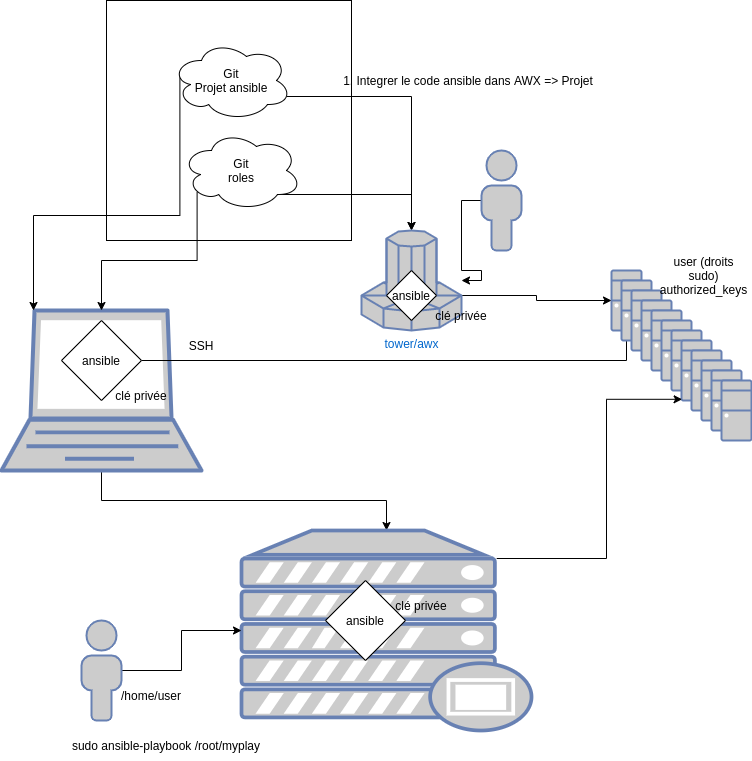 Git
Projet ansible
1 Integrer le code ansible dans AWX => Projet
Git
roles
user (droits
sudo)
authorized_keys
ansible
clé privée
tower/awx
SSH
ansible
clé privée
clé privée
ansible
/home/user
sudo ansible-playbook /root/myplay